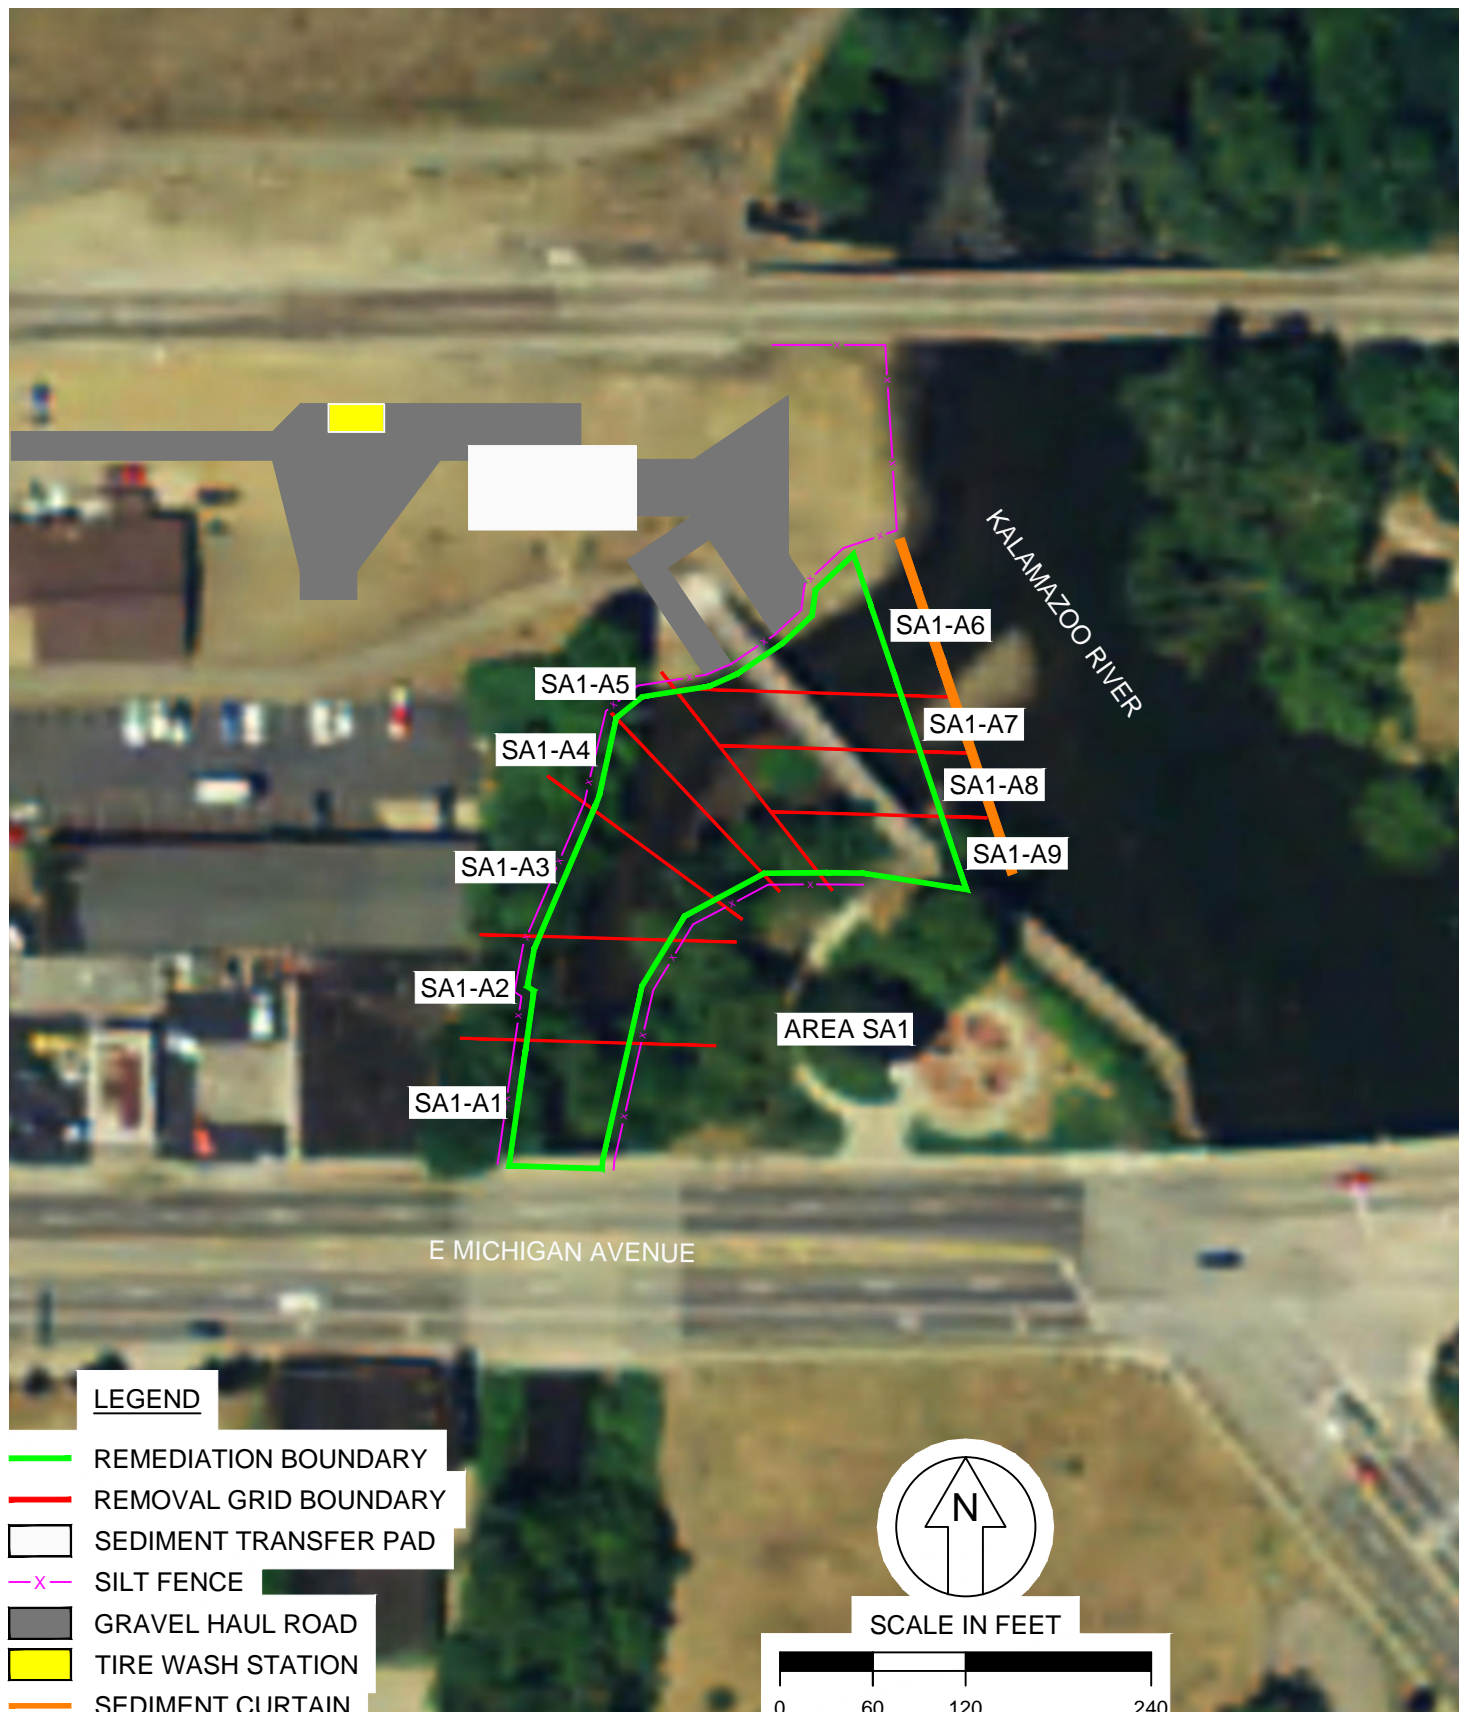 KALAMAZOO RIVER
SA1-A6
SA1-A5
SA1-A7
SA1-A4
SA1-A8
SA1-A9
SA1-A3
SA1-A2
AREA SA1
SA1-A1
E MICHIGAN AVENUE
LEGEND
REMEDIATION BOUNDARY
REMOVAL GRID BOUNDARY
SEDIMENT TRANSFER PAD
X SILT FENCE
GRAVEL HAUL ROAD
TIRE WASH STATION
SEDIMENT CURTAIN
N
SCALE IN FEET
0 60 120 240